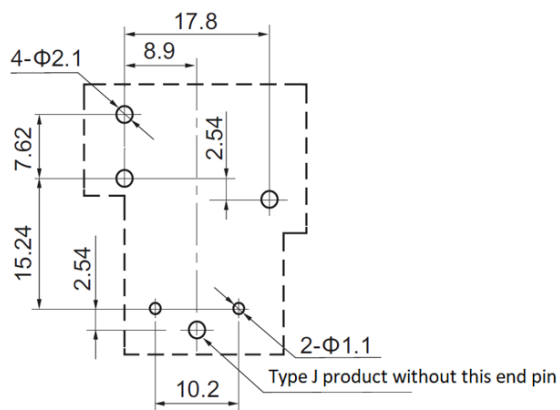 17.8
8.9
4-Φ2.1
7.62
2.54
15.24
2.54
2-Φ1.1
Type J product without this end pin
10.2